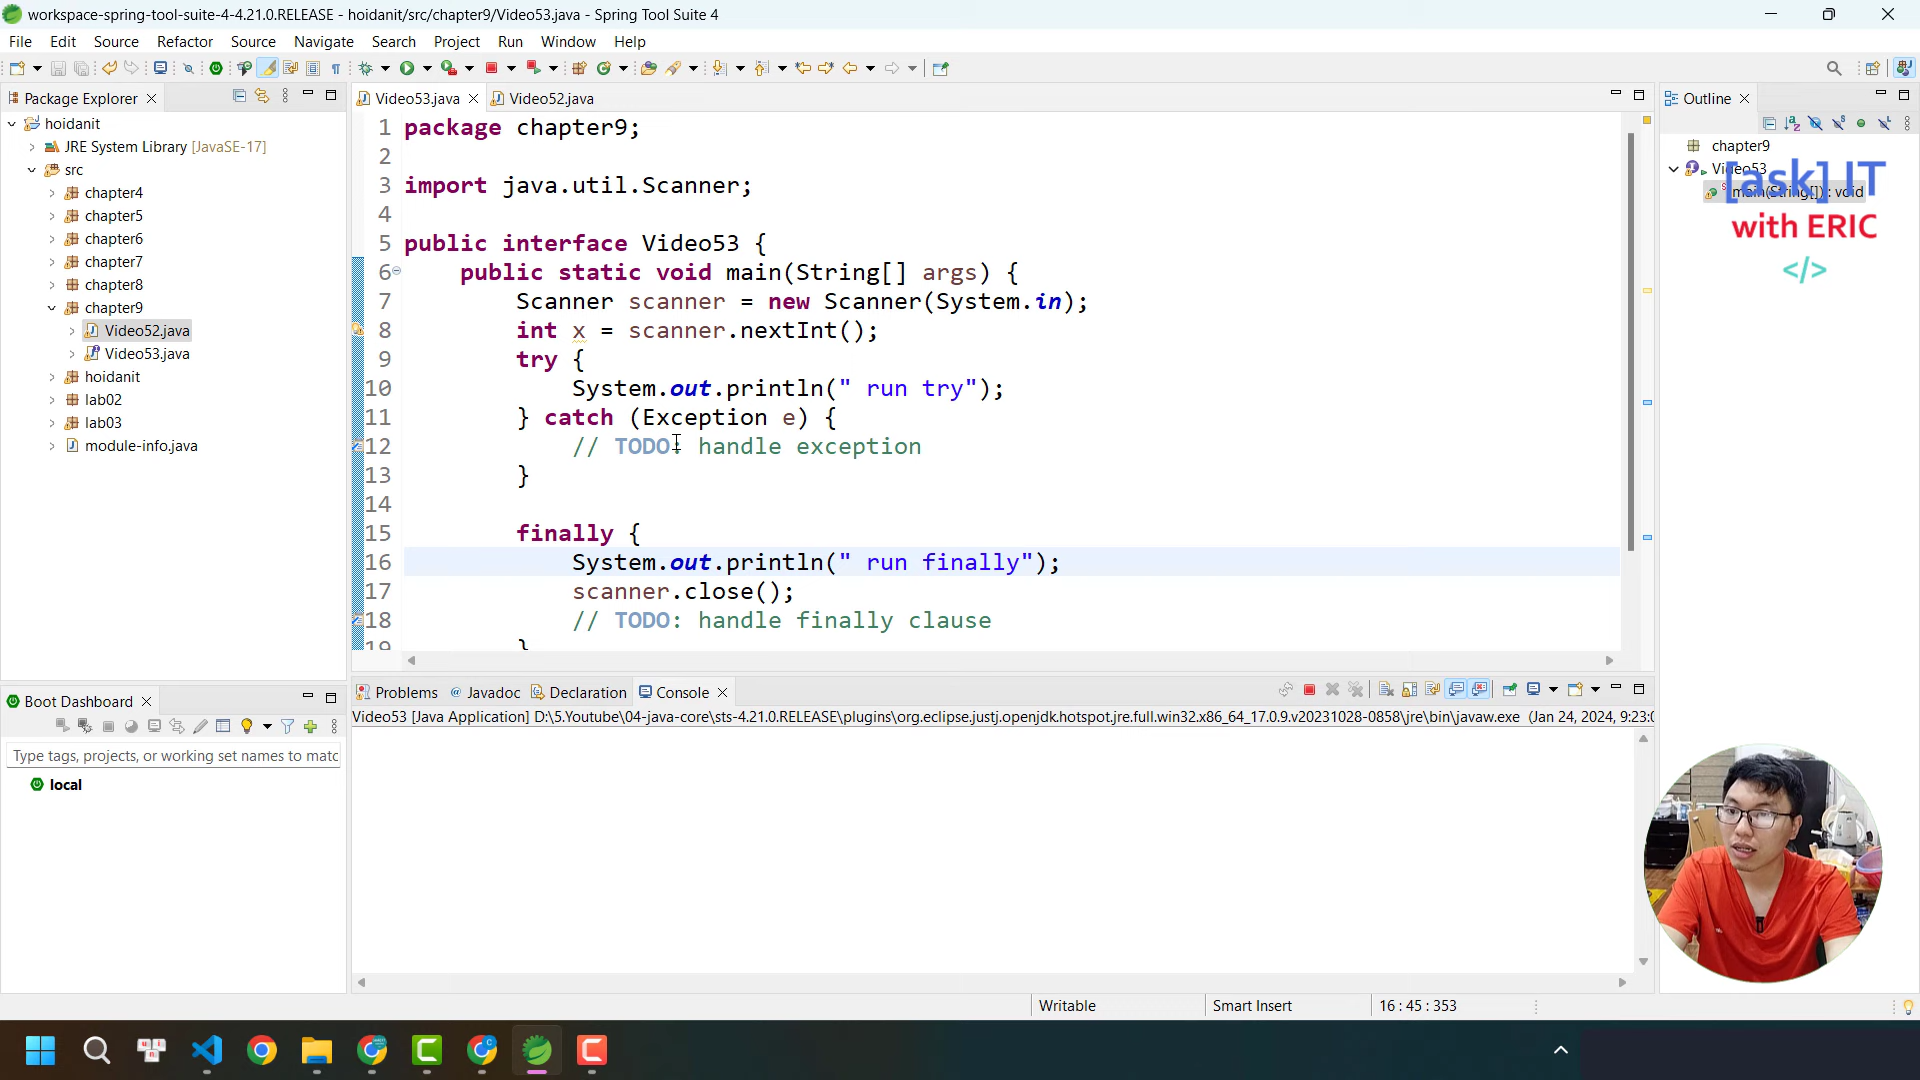 workspace-spring-tool-suite-4-4.21.0.RELEASE - hoidanit/src/chapter9/Video53.java - Spring Tool Suite 4
File Edit Source Refactor Source Navigate Search Project Run Window Help
Package Explorer
hoidanit
JRE System Library [JavaSE-17]
src
chapter4
chapter5
chapter6
chapter7
chapter8
chapter9
Video52.java
Video53.java
hoidanit
lab02
lab03
module-info.java
Video53.java
Video52.java
1 package chapter9;
2
3 import java.util.Scanner;
4
5 public interface Video53 {
6 public static void main(String[] args) {
7 Scanner scanner = new Scanner(System.in);
8 int x = scanner.nextInt();
9 try {
10 System.out.println(" run try");
11 } catch (Exception e) {
12 // TODO: handle exception
13 }
14
15 finally {
16 System.out.println(" run finally");
17 scanner.close();
18 // TODO: handle finally clause
19 }
Outline
chapter9
Video53
main(String[]) : void
[ask] IT
with ERIC
</>
Boot Dashboard
Type tags, projects, or working set names to matc
local
Problems @ Javadoc Declaration Console
Video53 [Java Application] D:\5.Youtube\04-java-core\sts-4.21.0.RELEASE\plugins\org.eclipse.justj.openjdk.hotspot.jre.full.win32.x86_64_17.0.9.v20231028-0858\jre\bin\javaw.exe (Jan 24, 2024, 9:23:0
Writable
Smart Insert
16 : 45 : 353